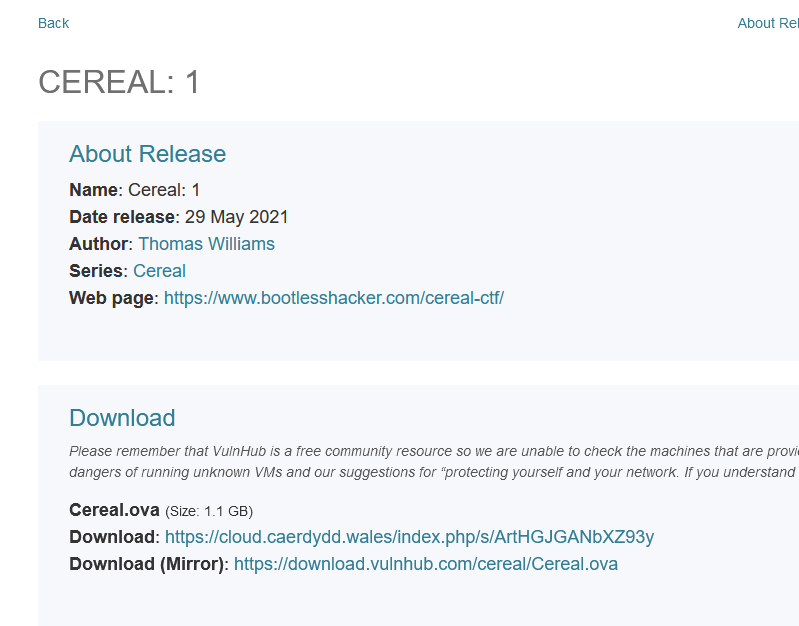 Back
About Rel
CEREAL: 1
About Release
Name: Cereal: 1
Date release: 29 May 2021
Author: Thomas Williams
Series: Cereal
Web page: https://www.bootlesshacker.com/cereal-ctf/
Download
Please remember that VulnHub is a free community resource so we are unable to check the machines that are provi
dangers of running unknown VMs and our suggestions for “protecting yourself and your network. If you understand
Cereal.ova (Size: 1.1 GB)
Download: https://cloud.caerdydd.wales/index.php/s/ArtHGJGANbXZ93y
Download (Mirror): https://download.vulnhub.com/cereal/Cereal.ova